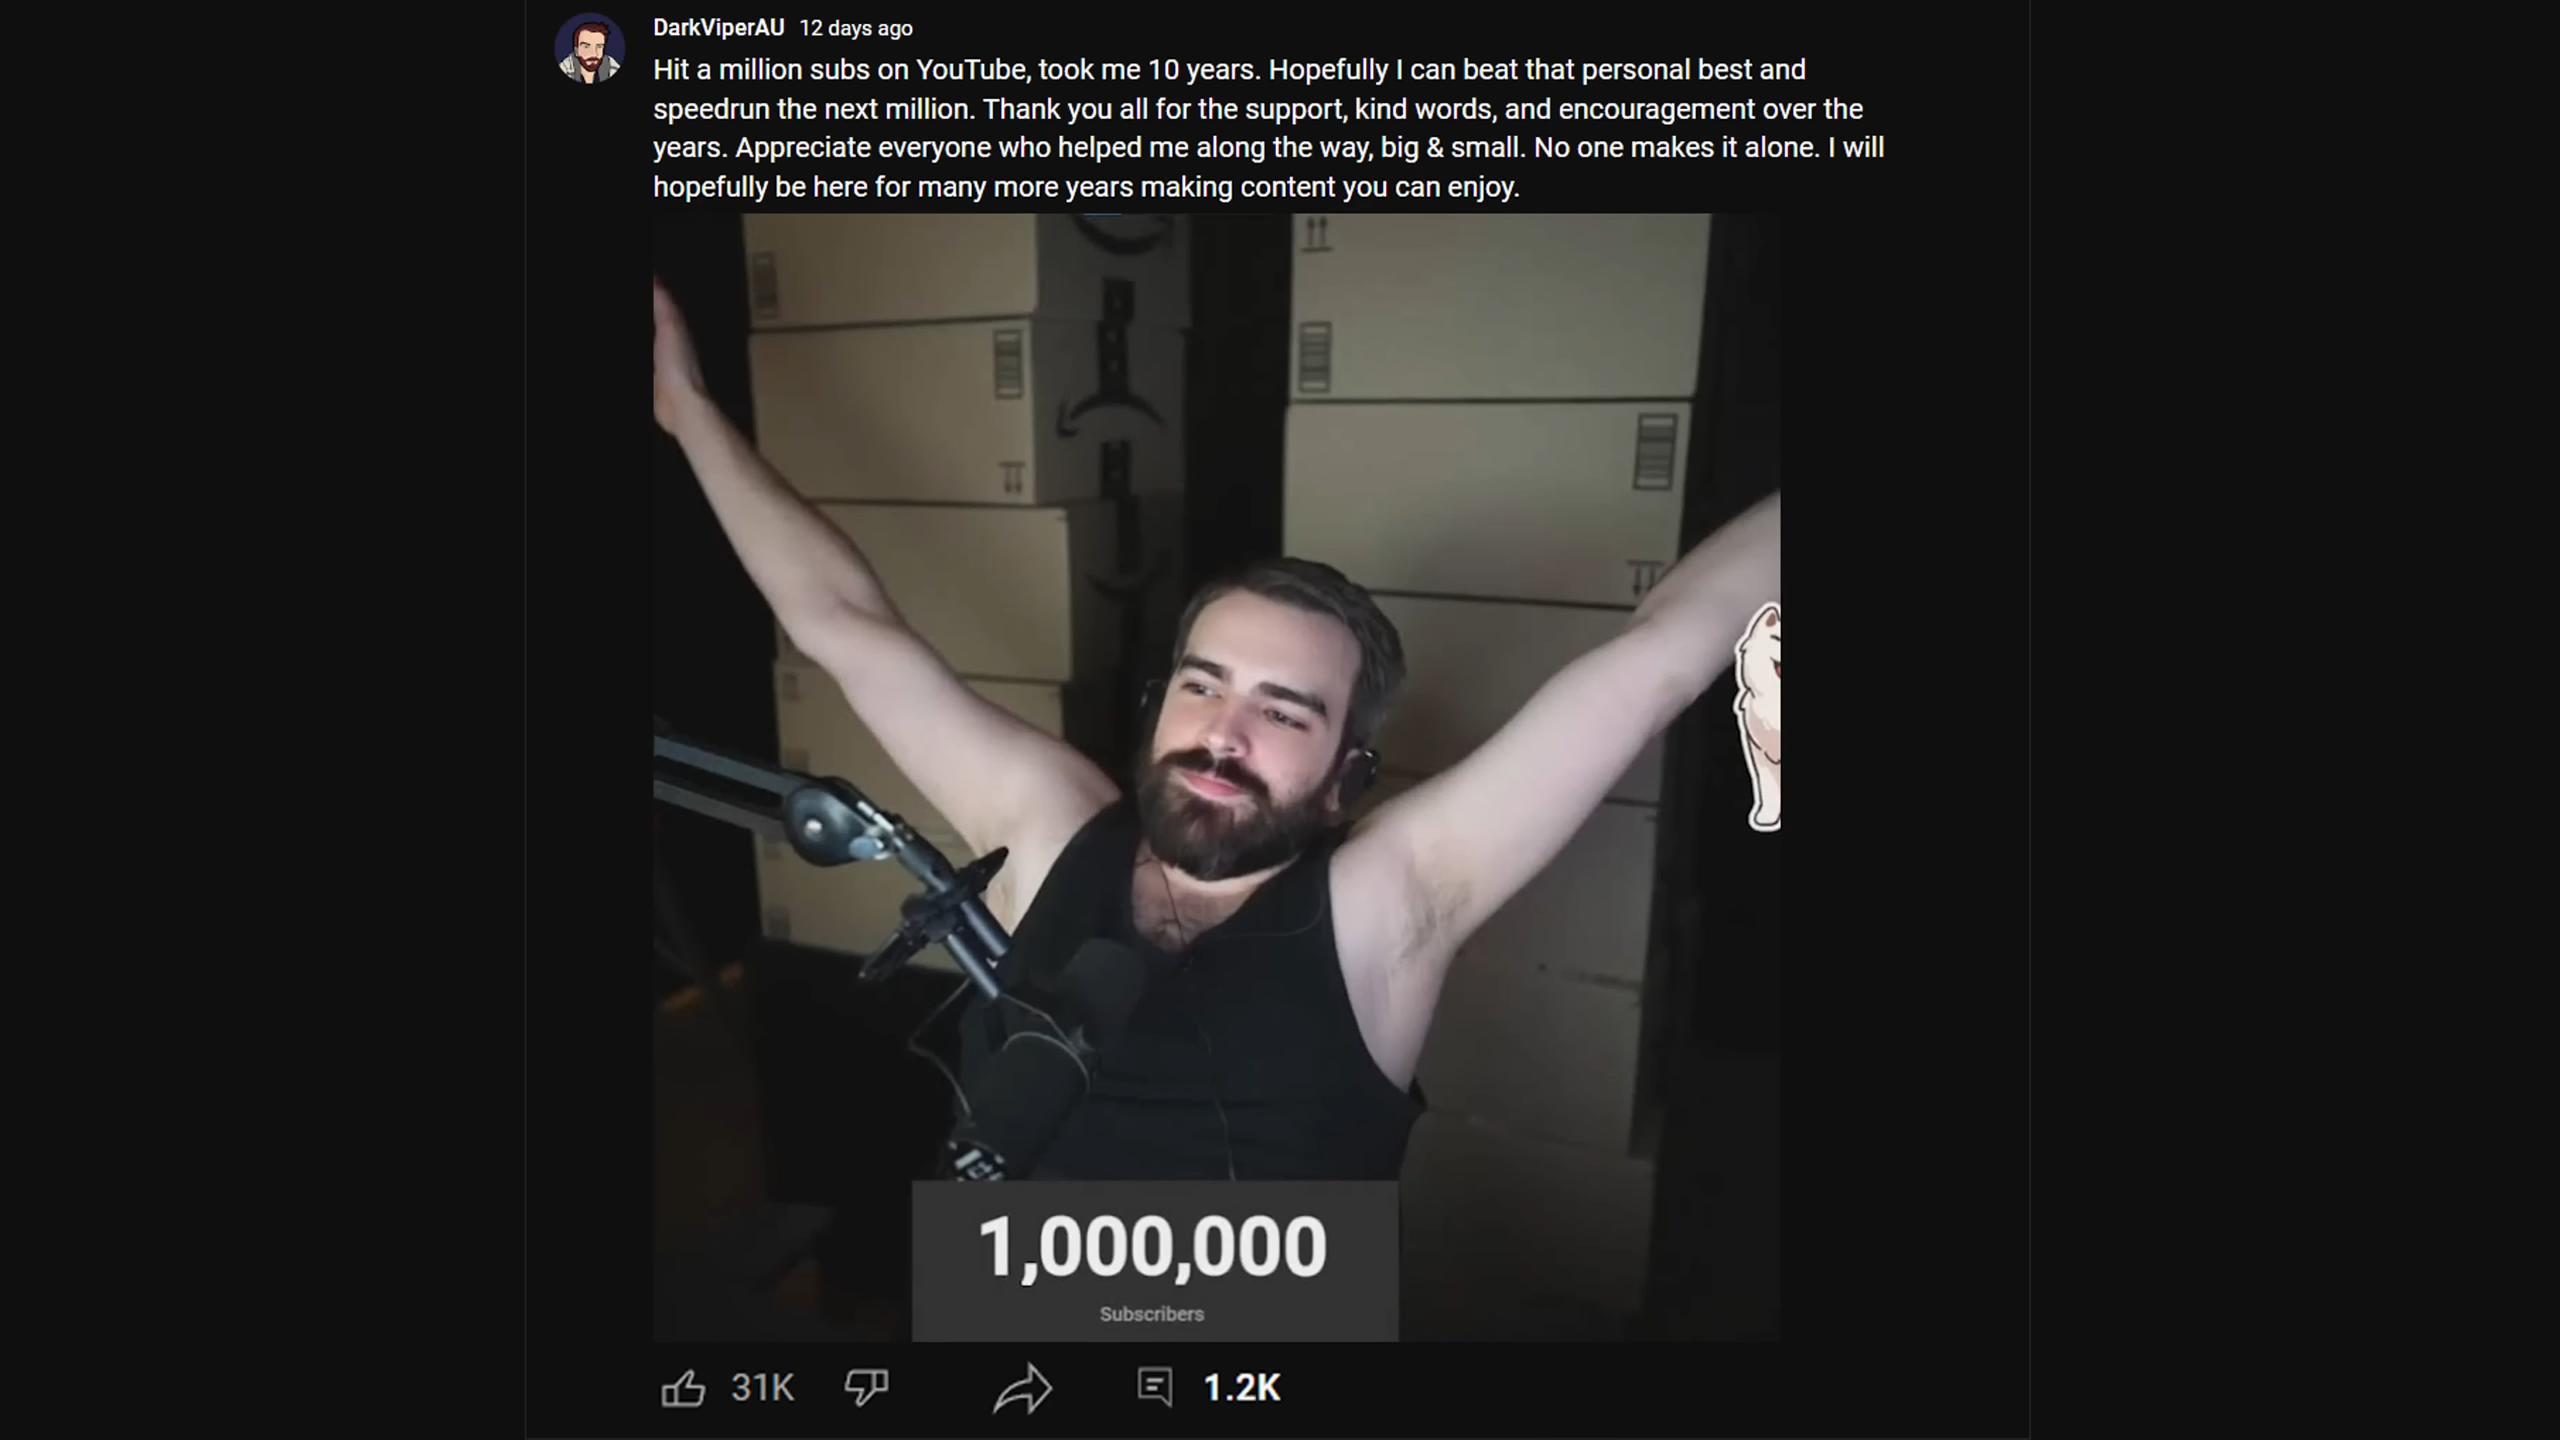 DarkViperAU 12 days ago
Hit a million subs on YouTube, took me 10 years. Hopefully I can beat that personal best and
speedrun the next million. Thank you all for the support, kind words, and encouragement over the
years. Appreciate everyone who helped me along the way, big & small. No one makes it alone. I will
hopefully be here for many more years making content you can enjoy.
1,000,000
Subscribers
31K 1.2K